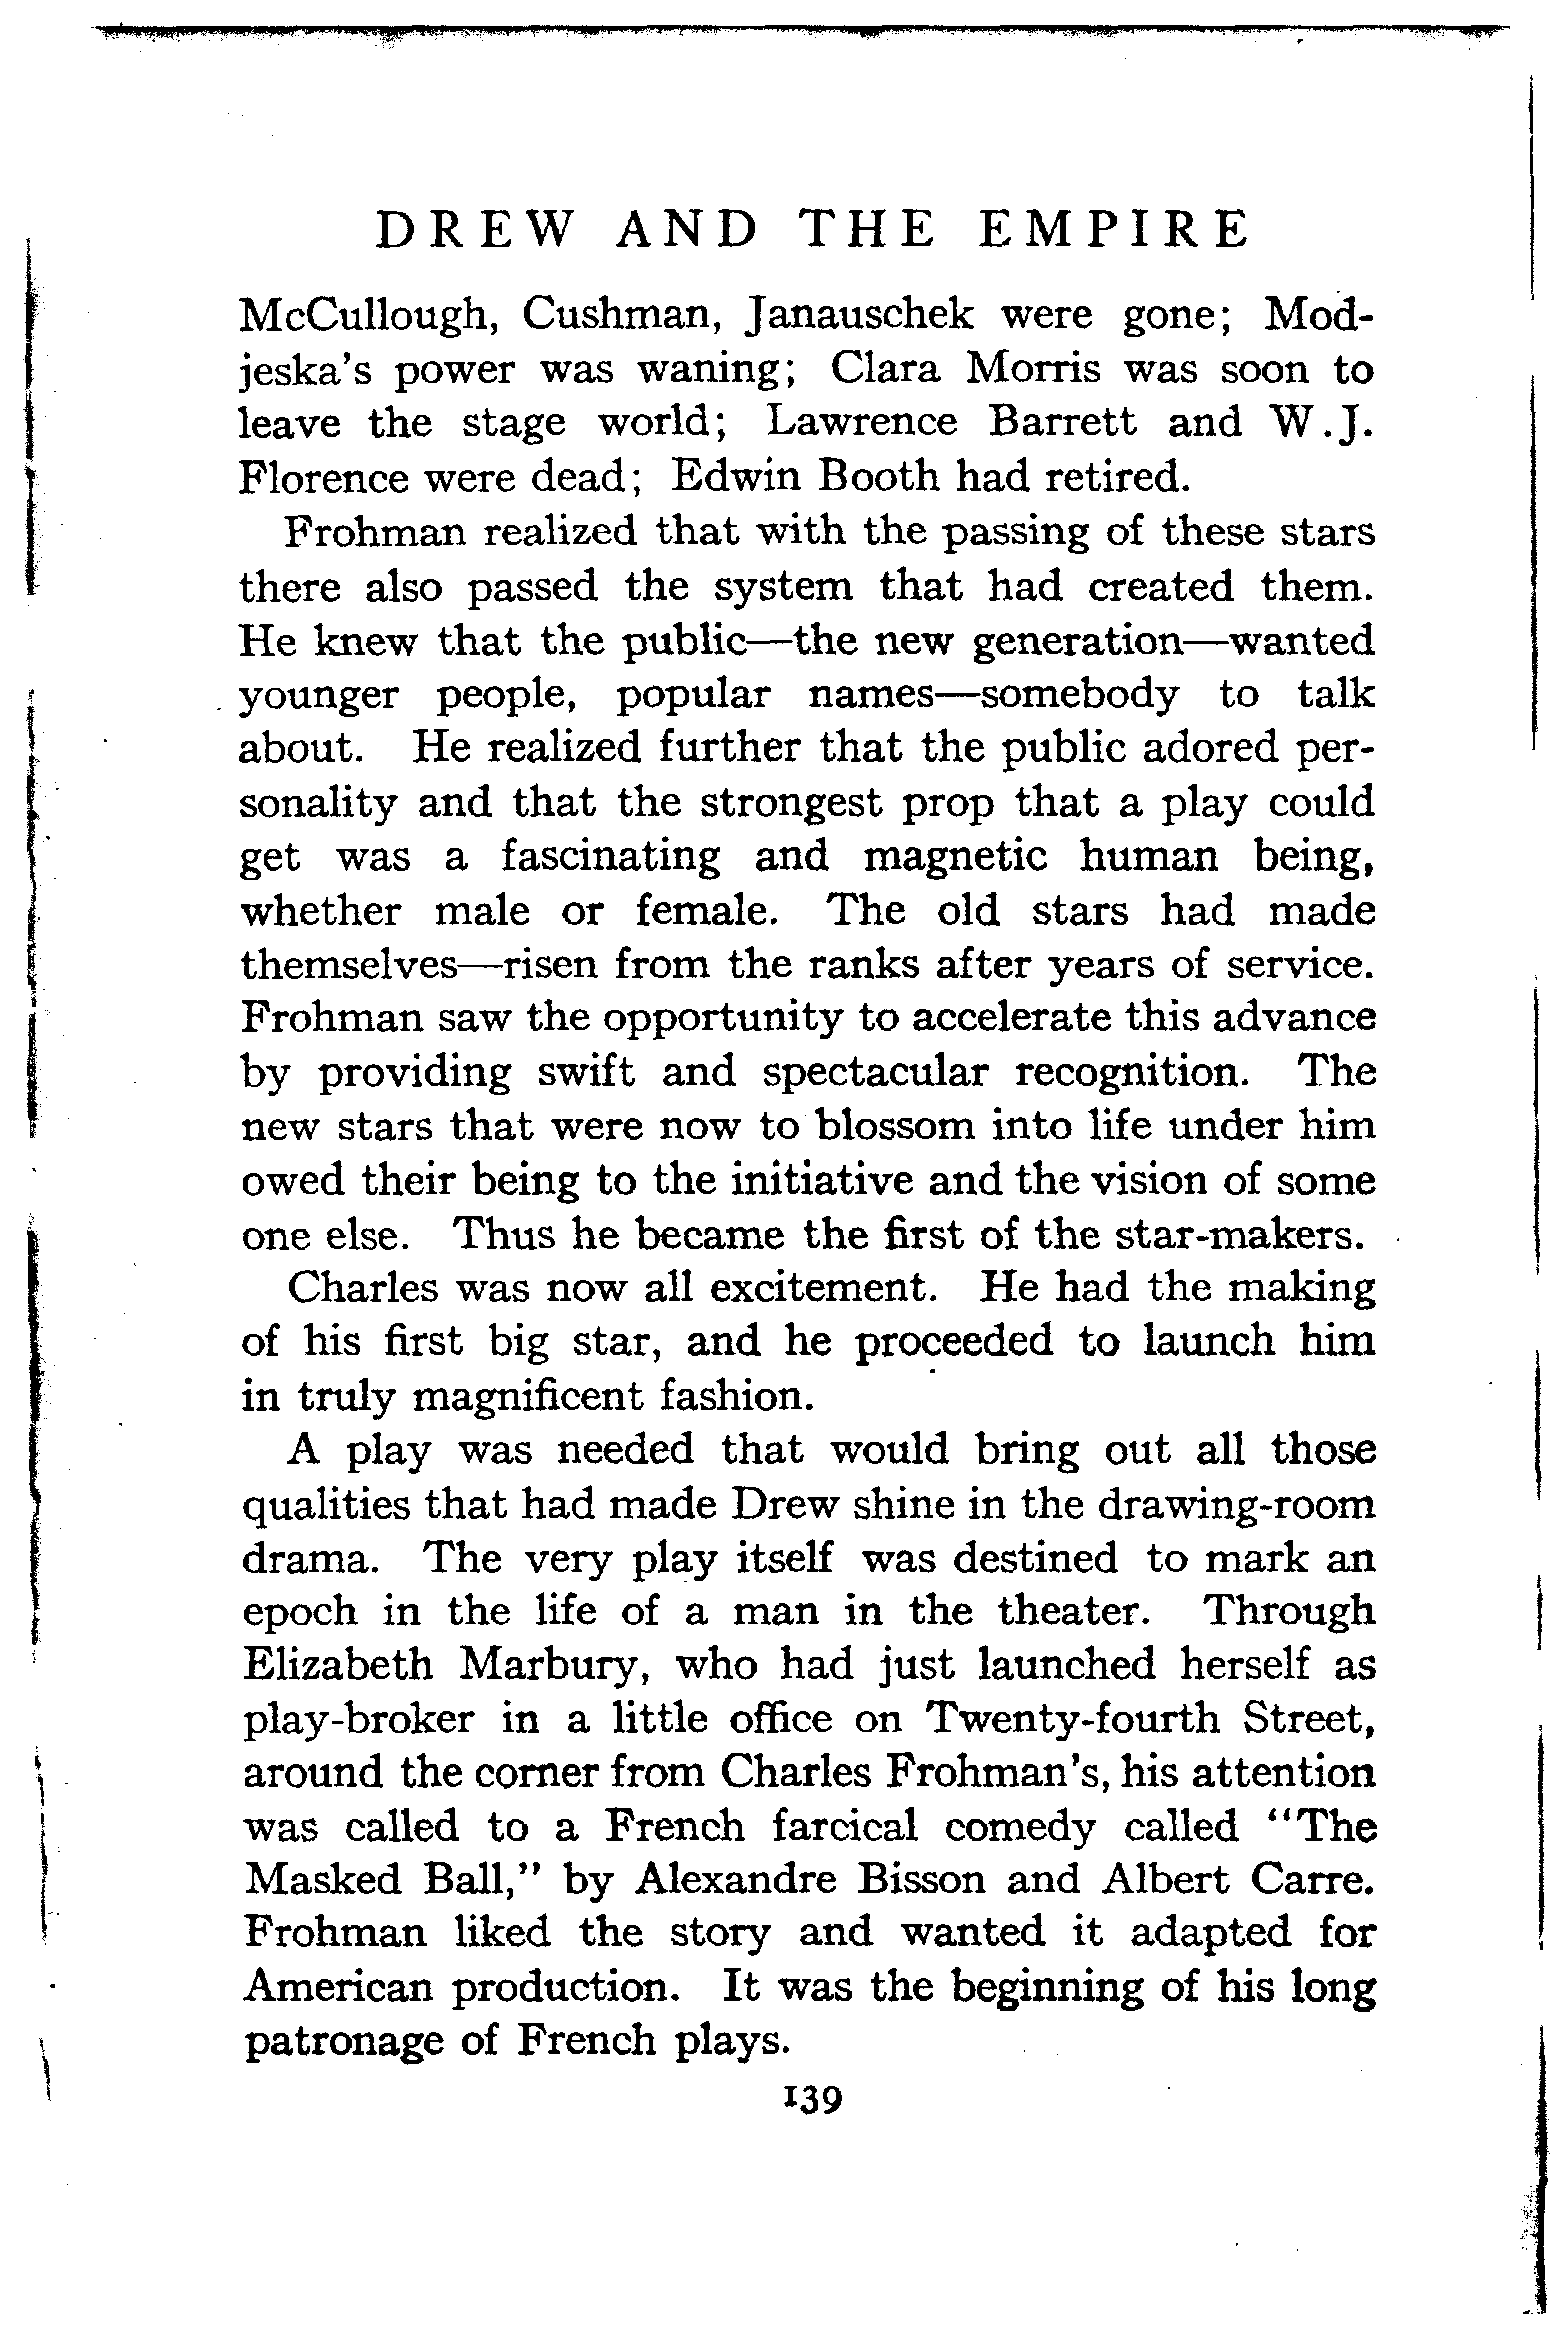 DREW AND THE EMPIRE
McCullough, Cushman, Janauschek were gone; Mod-
jeska's power was waning; Clara Morris was soon to
leave the stage world; Lawrence Barrett and W.J.
Florence were dead; Edwin Booth had retired.
Frohman realized that with the passing of these stars
there also passed the system that had created them.
He knew that the public—the new generation—wanted
younger people, popular names—somebody to talk
about. He realized further that the public adored per-
sonality and that the strongest prop that a play could
get was a fascinating and magnetic human being,
whether male or female. The old stars had made
themselves—risen from the ranks after years of service.
Frohman saw the opportunity to accelerate this advance
by providing swift and spectacular recognition. The
new stars that were now to blossom into life under him
owed their being to the initiative and the vision of some
one else. Thus he became the first of the star-makers.
Charles was now all excitement. He had the making
of his first big star, and he proceeded to launch him
in truly magnificent fashion.
A play was needed that would bring out all those
qualities that had made Drew shine in the drawing-room
drama. The very play itself was destined to mark an
epoch in the life of a man in the theater. Through
Elizabeth Marbury, who had just launched herself as
play-broker in a little office on Twenty-fourth Street,
around the corner from Charles Frohman's, his attention
was called to a French farcical comedy called "The
Masked Ball," by Alexandre Bisson and Albert Carre.
Frohman liked the story and wanted it adapted for
American production. It was the beginning of his long
patronage of French plays.
139